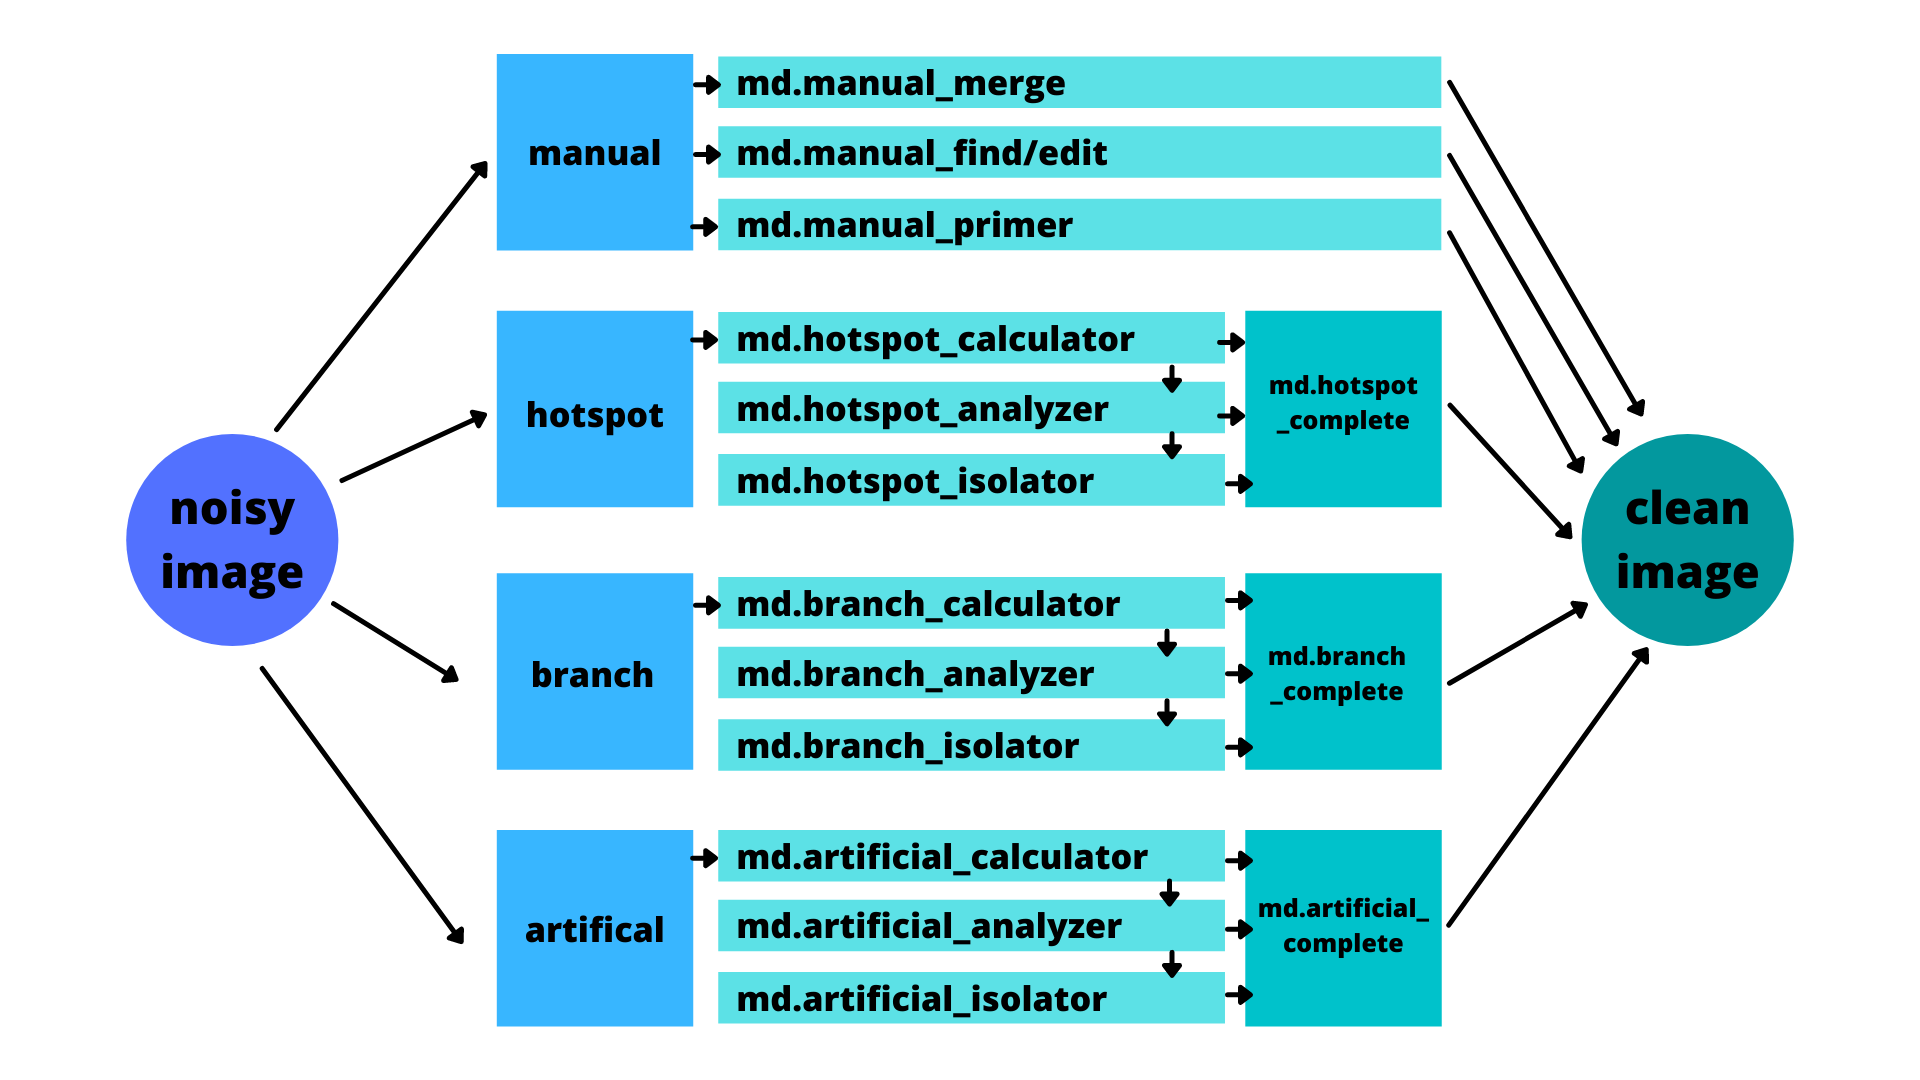 noisy
image
manual
md.manual_merge
md.manual_find/edit
md.manual_primer
hotspot
md.hotspot_calculator
md.hotspot_analyzer
md.hotspot_isolator
md.hotspot
_complete
branch
md.branch_calculator
md.branch_analyzer
md.branch_isolator
md.branch
_complete
artifical
md.artificial_calculator
md.artificial_analyzer
md.artificial_isolator
md.artificial_
complete
clean
image